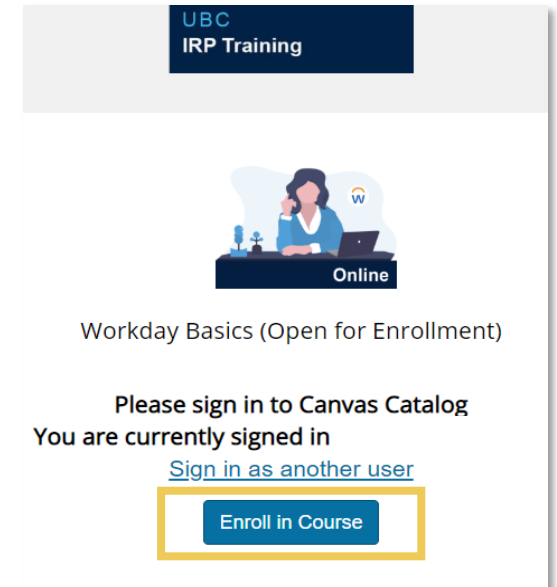 UBC
IRP Training
W
Online
Workday Basics (Open for Enrollment)
Please sign in to Canvas Catalog
You are currently signed in
Sign in as another user
Enroll in Course